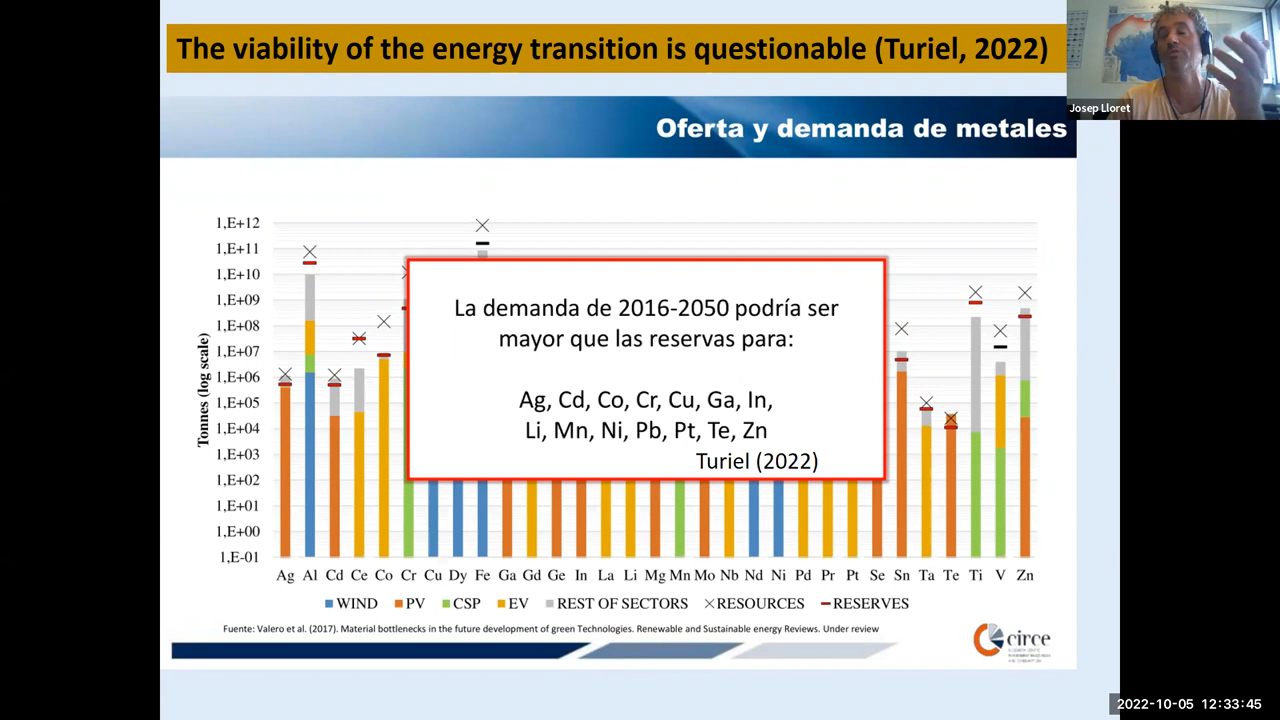 The viability of the energy transition is questionable (Turiel, 2022)
Josep Lloret
Oferta y demanda de metales
Tonnes (log scale)
1,E+12
1,E+11
1,E+10
1,E+09
1,E+08
1,E+07
1,E+06
1,E+05
1,E+04
1,E+03
1,E+02
1,E+01
1,E+00
1,E-01
La demanda de 2016-2050 podría ser
mayor que las reservas para:
Ag, Cd, Co, Cr, Cu, Ga, In,
Li, Mn, Ni, Pb, Pt, Te, Zn
Turiel (2022)
Ag Al Cd Ce Co Cr Cu Dy Fe Ga Gd Ge In La Li Mg Mn Mo Nb Nd Ni Pd Pr Pt Se Sn Ta Te Ti V Zn
WIND PV CSP EV REST OF SECTORS RESOURCES RESERVES
Fuente: Valero et al. (2017). Material bottlenecks in the future development of green Technologies. Renewable and Sustainable energy Reviews. Under review
circe
2022-10-05 12:33:45